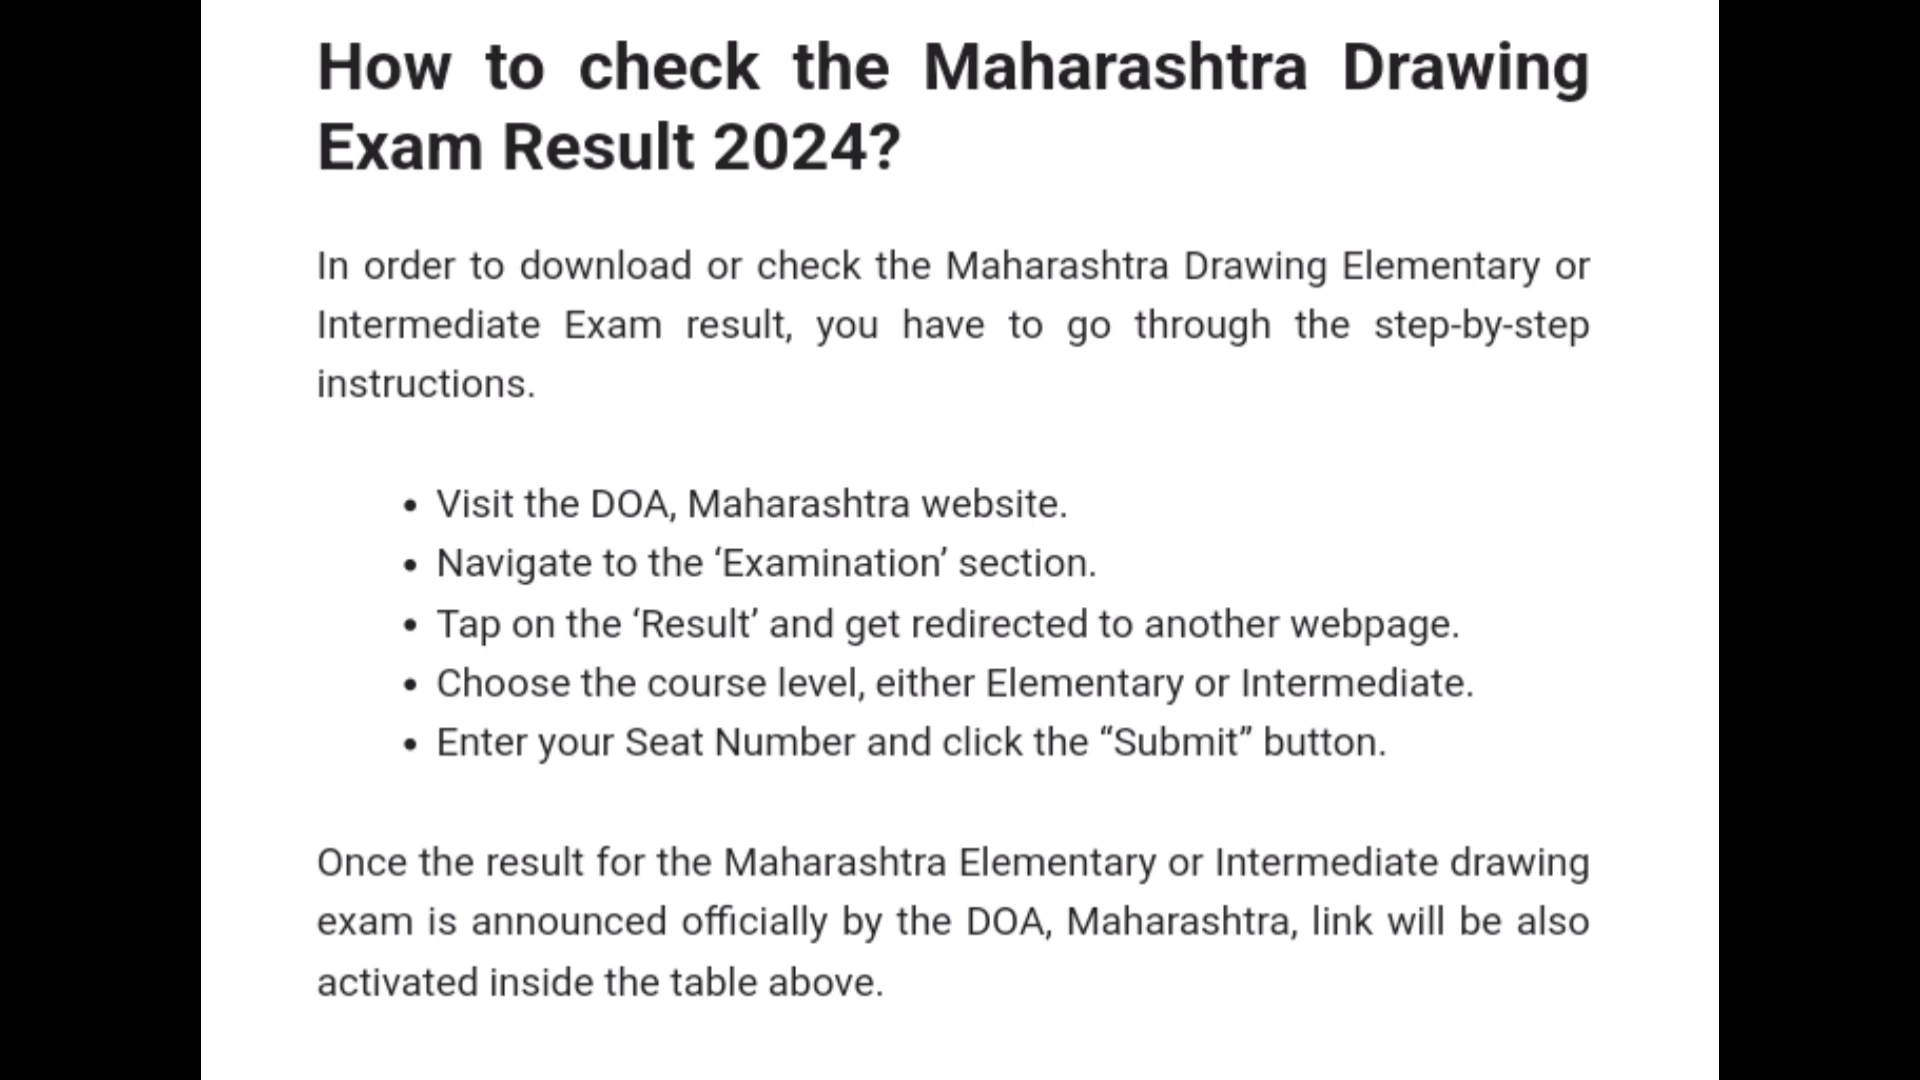 How to check the Maharashtra Drawing
Exam Result 2024?
In order to download or check the Maharashtra Drawing Elementary or
Intermediate Exam result, you have to go through the step-by-step
instructions.
• Visit the DOA, Maharashtra website.
• Navigate to the ‘Examination’ section.
• Tap on the ‘Result’ and get redirected to another webpage.
• Choose the course level, either Elementary or Intermediate.
• Enter your Seat Number and click the “Submit” button.
Once the result for the Maharashtra Elementary or Intermediate drawing
exam is announced officially by the DOA, Maharashtra, link will be also
activated inside the table above.